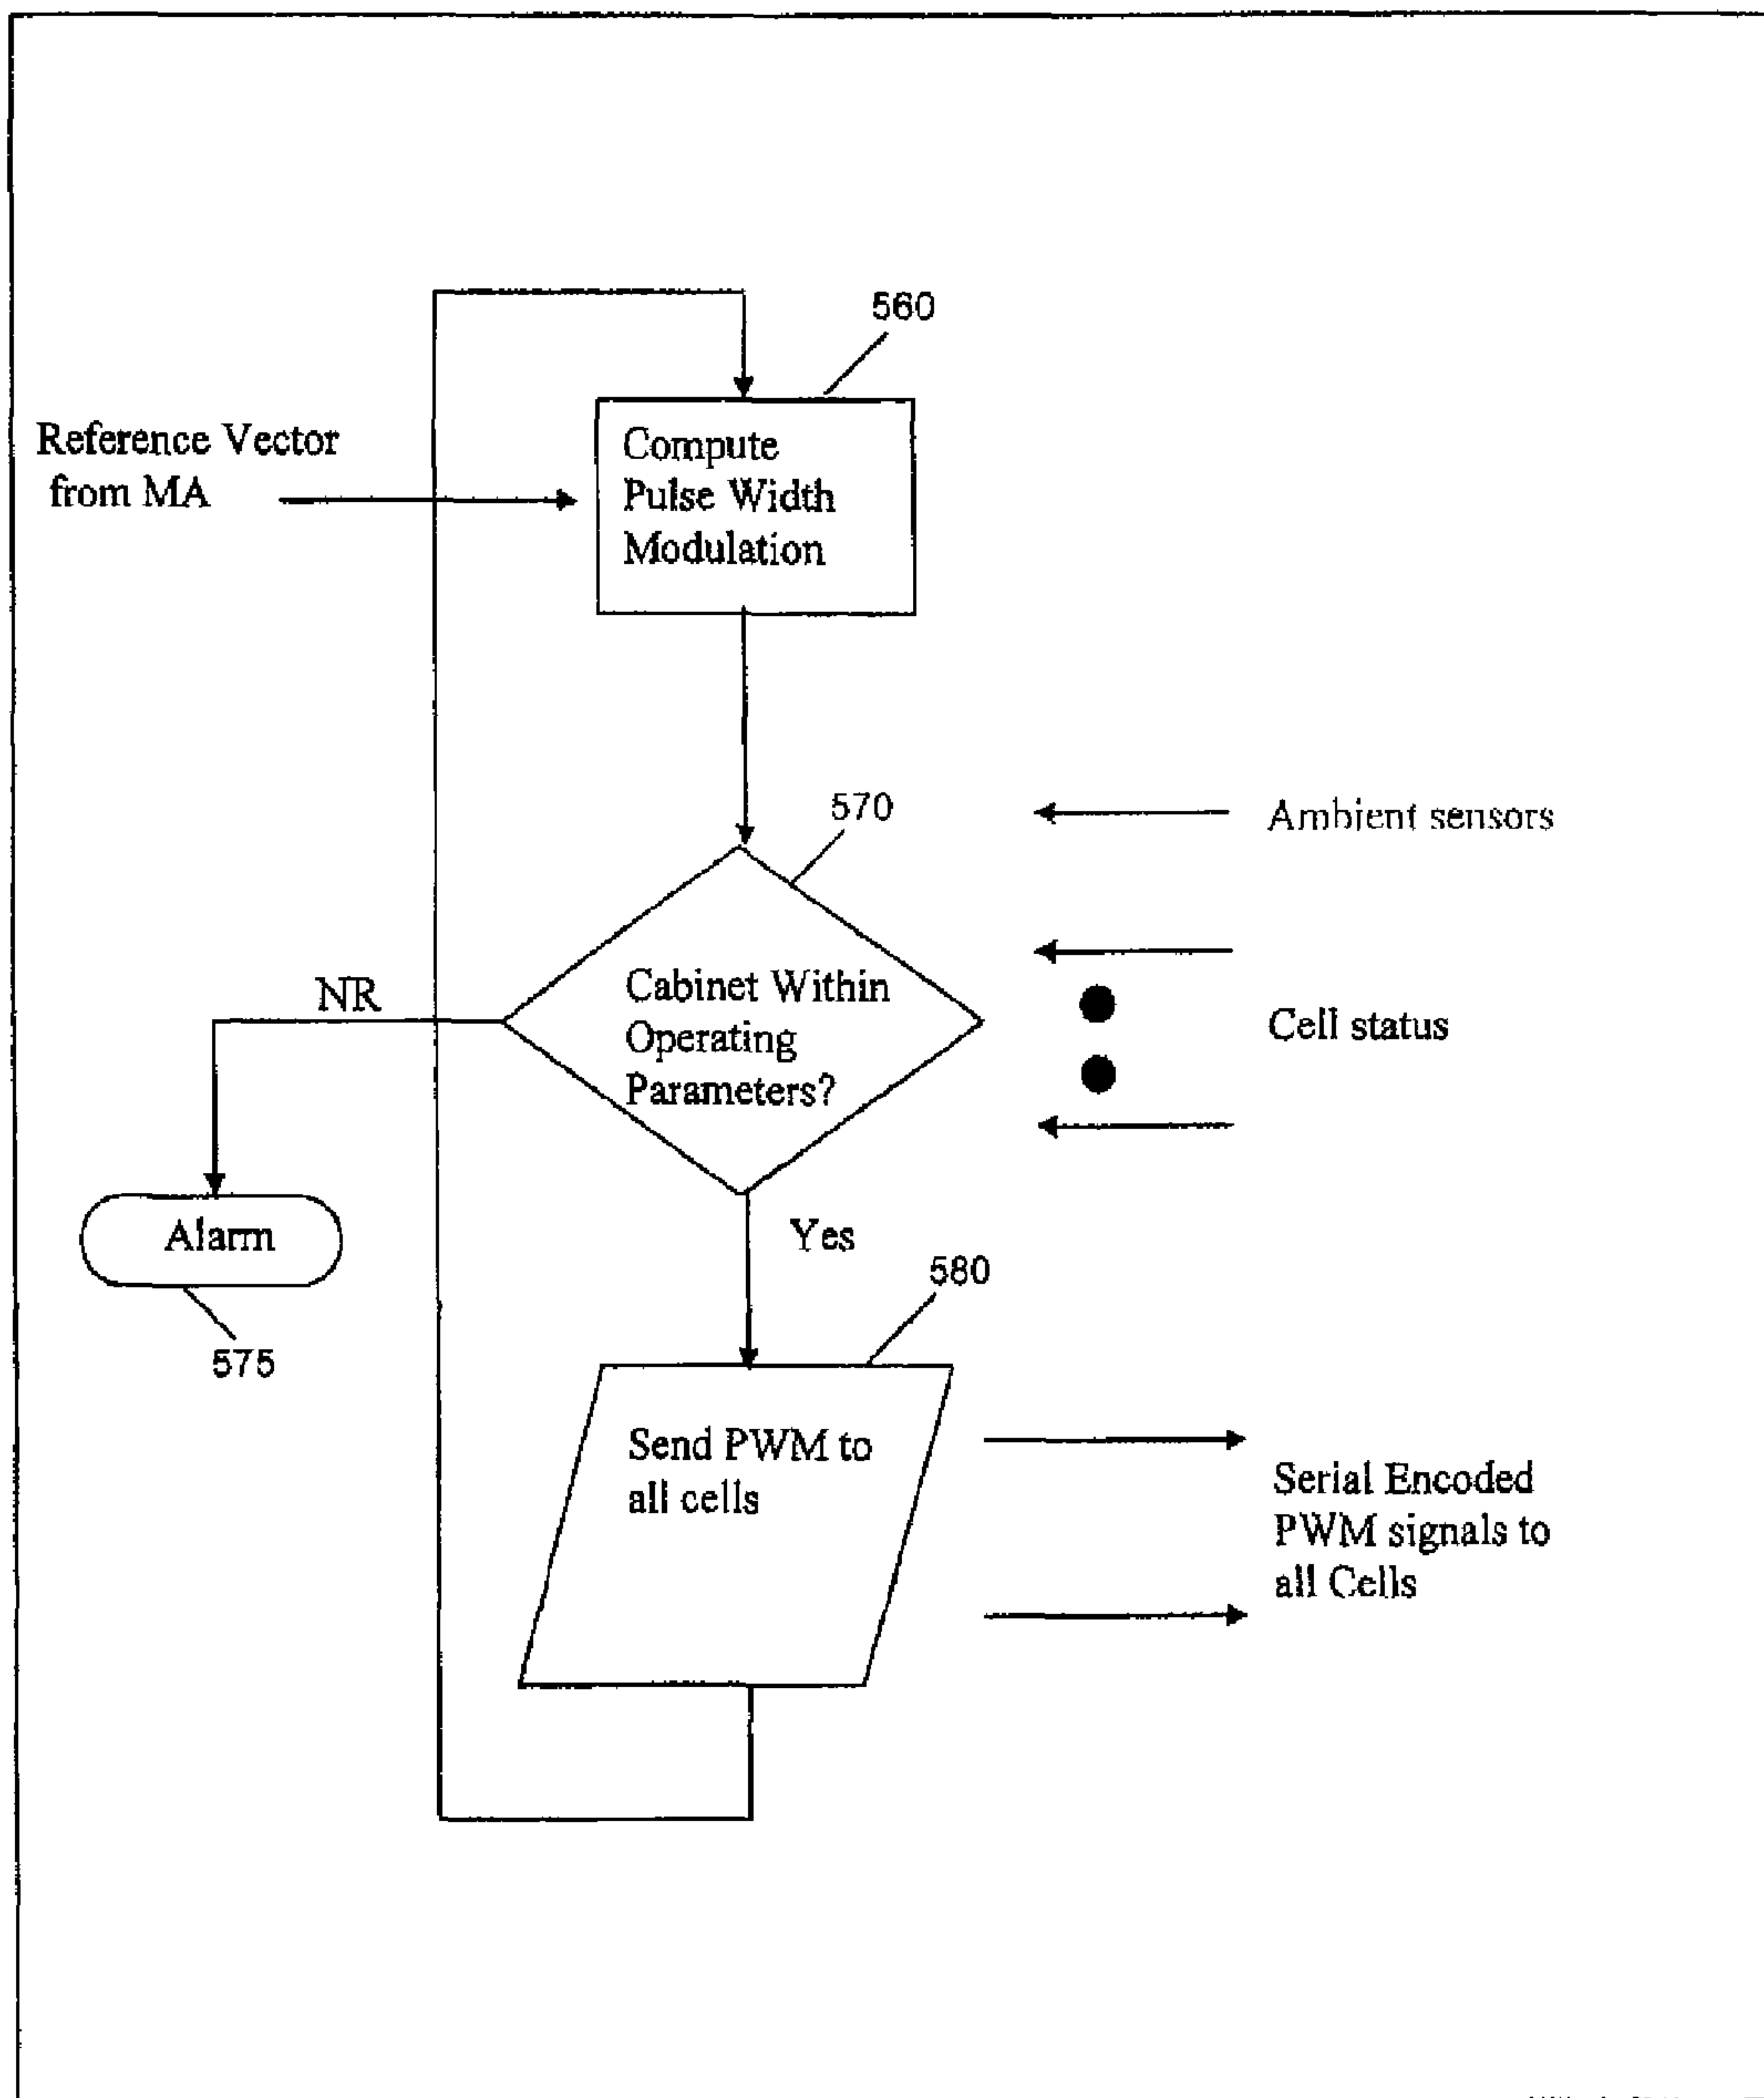 560
Reference Vector
from MA
Compute
Pulse Width
Modulation
570
Ambient sensors
NR
Cabinet Within
Operating
Parameters?
Cell status
Alarm
Yes
575
580
Send PWM to
all cells
Serial Encoded
PWM signals to
all Cells